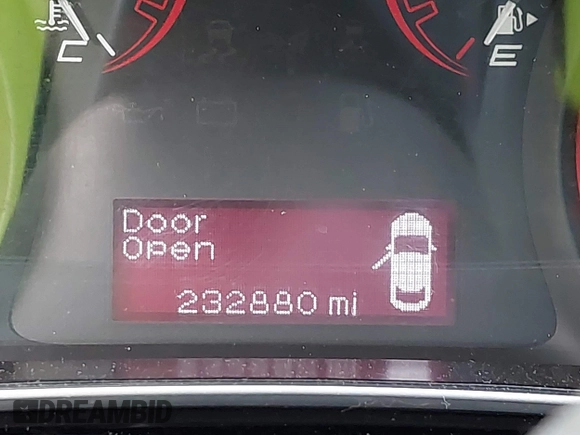 C
E
Door
Open
232880 mi
DREAMBID